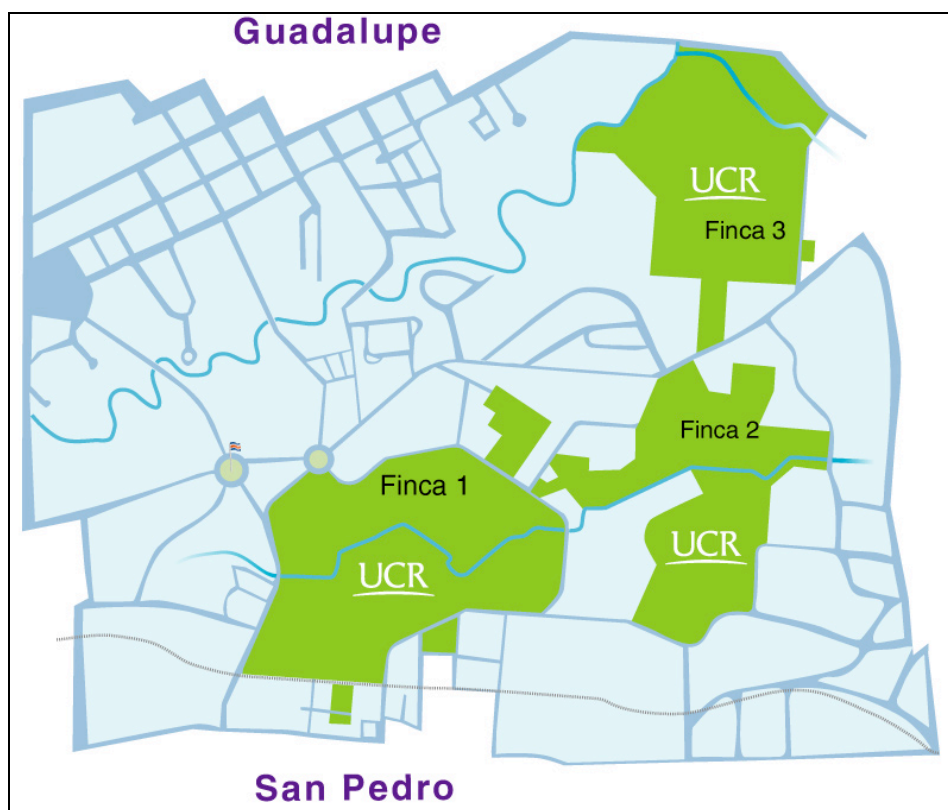 Guadalupe
UCR
Finca 3
Finca 2
Finca 1
UCR
UCR
San Pedro